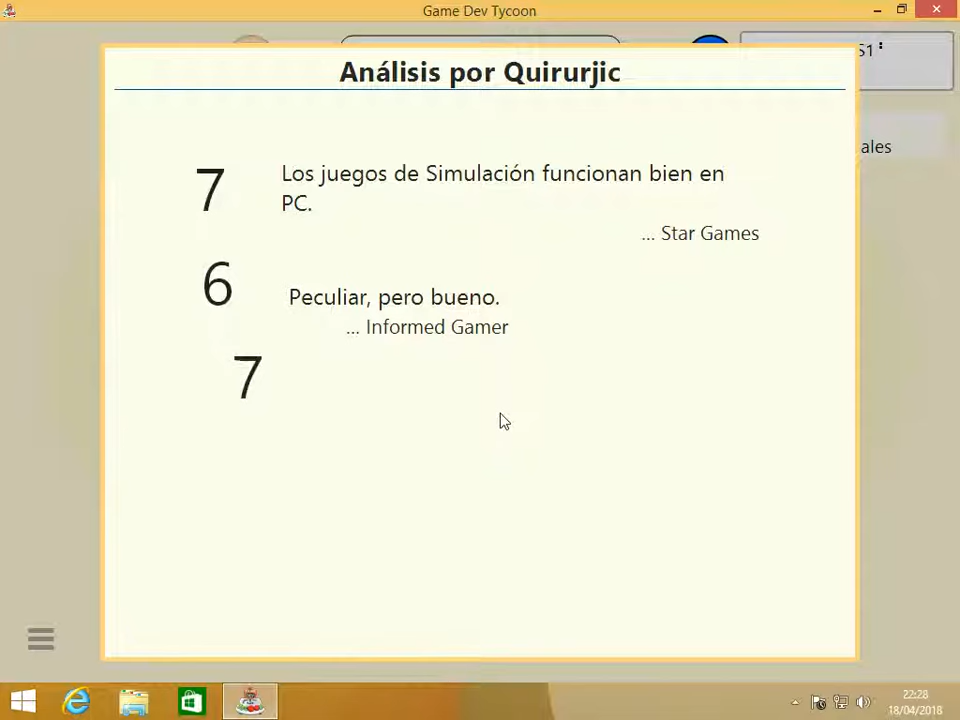 Game Dev Tycoon
S1
Análisis por Quirurjic
ales
7
Los juegos de Simulación funcionan bien en
PC.
... Star Games
6
Peculiar, pero bueno.
... Informed Gamer
7
22:28
18/04/2018